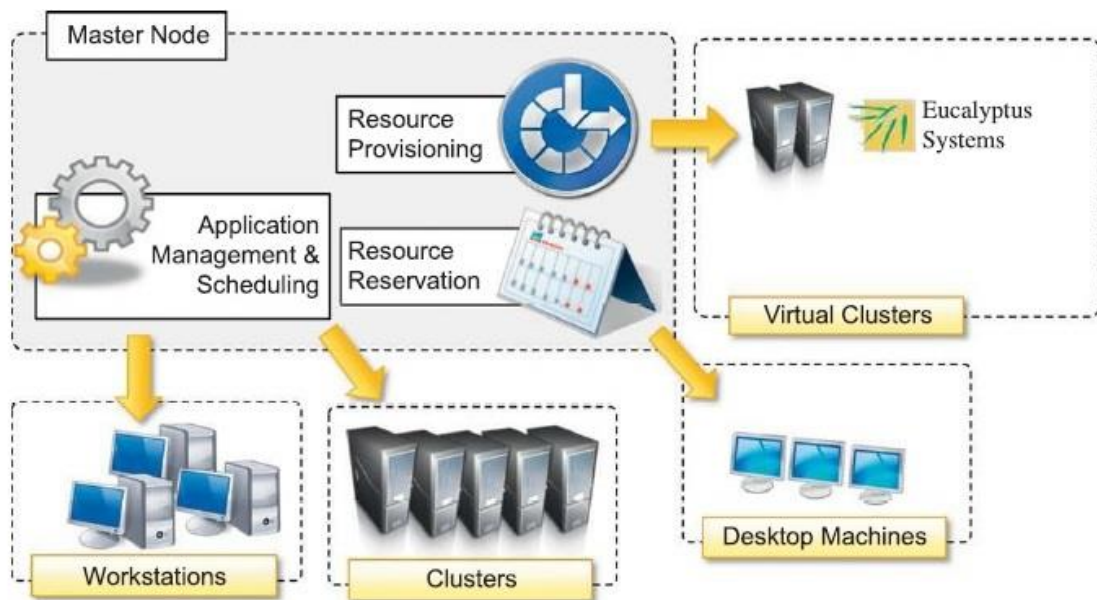 Master Node
Resource
Provisioning
Eucalyptus
Systems
Application
Management &
Scheduling
Resource
Reservation
Virtual Clusters
Workstations
Clusters
Desktop Machines